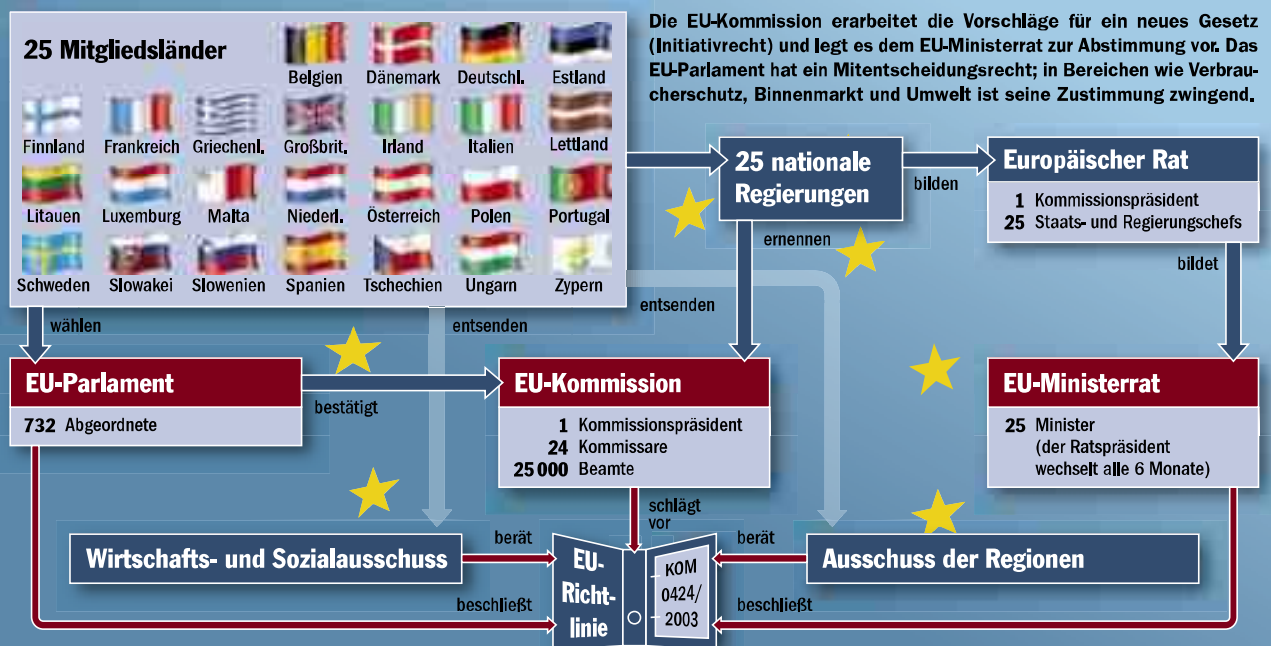 25 Mitgliedsländer
Belgien Dänemark Deutschl. Estland
Finnland Frankreich Griechenl. Großbrit. Irland Italien Lettland
Litauen Luxemburg Malta Niederl. Österreich Polen Portugal
Schweden Slowakei Slowenien Spanien Tschechien Ungarn Zypern
Die EU-Kommission erarbeitet die Vorschläge für ein neues Gesetz
(Initiativrecht) und legt es dem EU-Ministerrat zur Abstimmung vor. Das
EU-Parlament hat ein Mitentscheidungsrecht; in Bereichen wie Verbrau-
cherschutz, Binnenmarkt und Umwelt ist seine Zustimmung zwingend.
25 nationale
Regierungen
bilden
Europäischer Rat
1 Kommissionspräsident
25 Staats- und Regierungschefs
ernennen
bildet
wählen
entsenden
entsenden
EU-Parlament
732 Abgeordnete
bestätigt
EU-Kommission
1 Kommissionspräsident
24 Kommissare
25 000 Beamte
EU-Ministerrat
25 Minister
(der Ratspräsident
wechselt alle 6 Monate)
schlägt
vor
Wirtschafts- und Sozialausschuss
berät
beschließt
EU-
Richt-
linie
KOM
0424/
2003
berät
beschließt
Ausschuss der Regionen